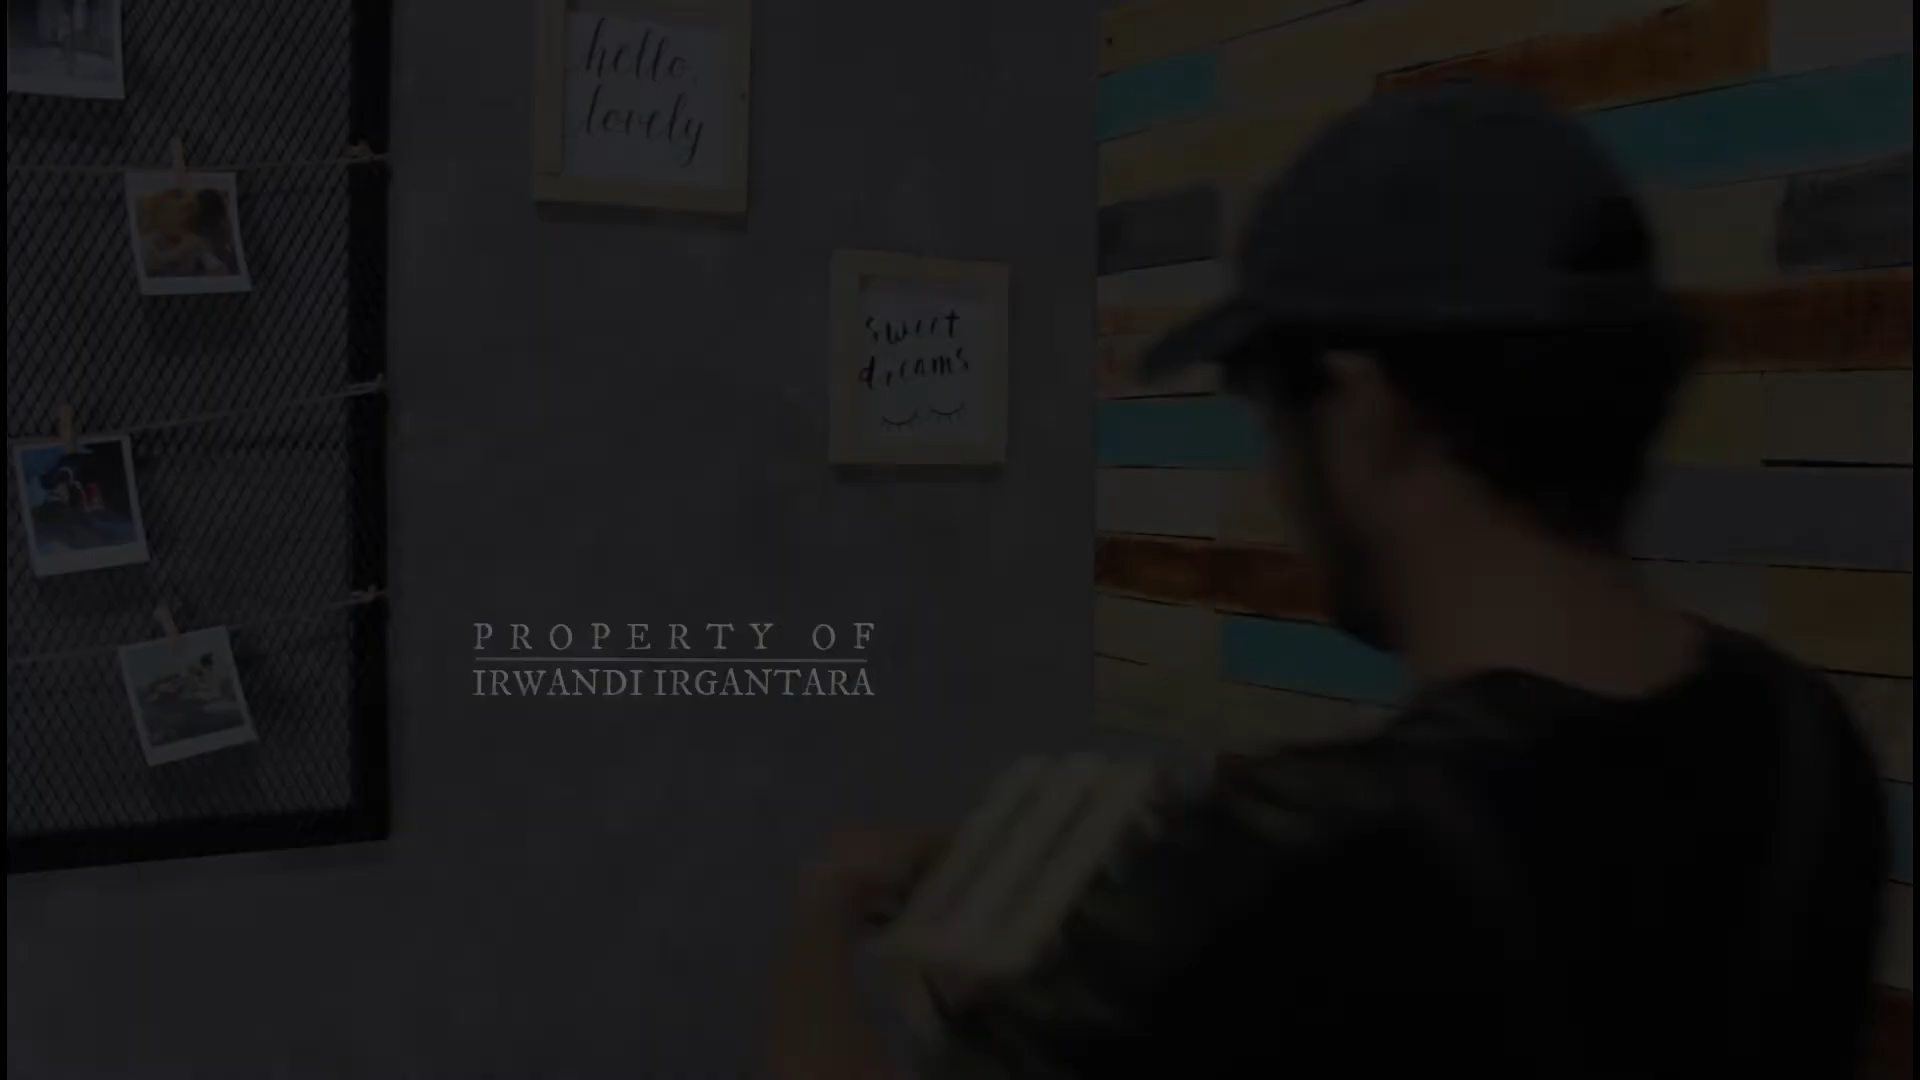 hello,
lovely
sweet
dreams
PROPERTY OF
IRWANDI IRGANTARA